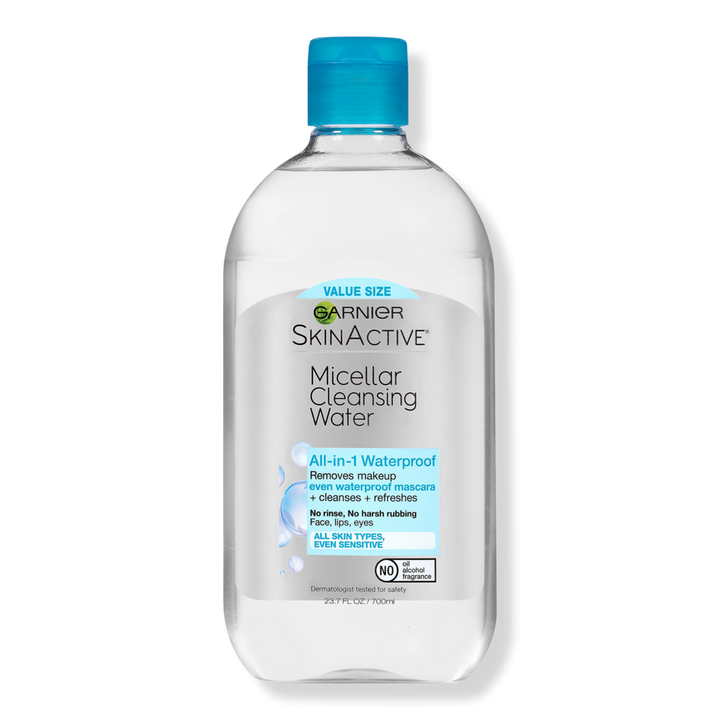 VALUE SIZE
GARNIER
SKINACTIVE®
Micellar
Cleansing
Water
All-in-1 Waterproof
Removes makeup
even waterproof mascara
+ cleanses + refreshes
No rinse, No harsh rubbing
Face, lips, eyes
ALL SKIN TYPES,
EVEN SENSITIVE
NO
oil
alcohol
fragrance
Dermatologist tested for safety
23.7 FL OZ / 700ml